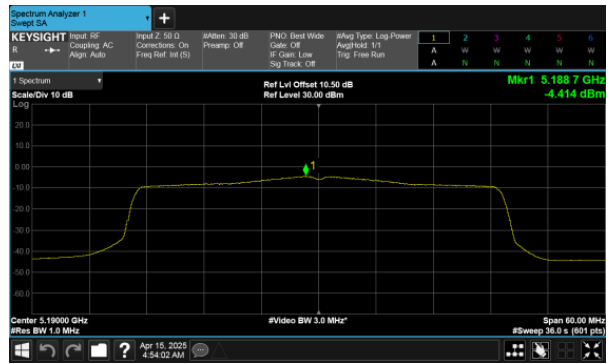 Spectrum Analyzer 1
Swept SA
+
KEYSIGHT
R
LXI
Input: RF
Coupling: AC
Align: Auto
Input Z: 50 Ω
Corrections: On
Freq Ref: Int (S)
#Atten: 30 dB
Preamp: Off
PNO: Best Wide
Gate: Off
IF Gain: Low
Sig Track: Off
#Avg Type: Log-Power
Avg|Hold: 1/1
Trig: Free Run
1 2 3 4 5 6
A W W W W W
A N N N N N
1 Spectrum
Scale/Div 10 dB
Log
Ref Lvl Offset 10.50 dB
Ref Level 30.00 dBm
Mkr1 5.188 7 GHz
-4.414 dBm
20.0
10.0
0.00
-10.0
-20.0
-30.0
-40.0
-50.0
-60.0
1
Center 5.19000 GHz
#Res BW 1.0 MHz
#Video BW 3.0 MHz*
Span 60.00 MHz
#Sweep 36.0 s (601 pts)
?
Apr 15, 2025
4:54:02 AM